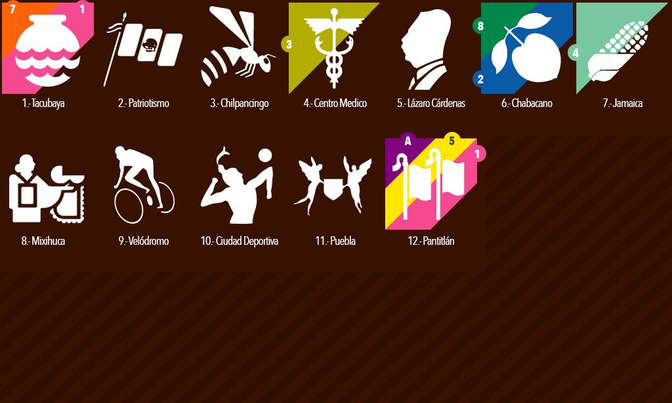 7 1
3
8
2
4
1.-Tacubaya
2.-Patriotismo
3.-Chilpancingo
4.-Centro Medico
5.-Lázaro Cárdenas
6.-Chabacano
7.-Jamaica
A 5
1
8.-Mixihuca
9.-Velódromo
10.-Ciudad Deportiva
11.-Puebla
12.-Pantitlán